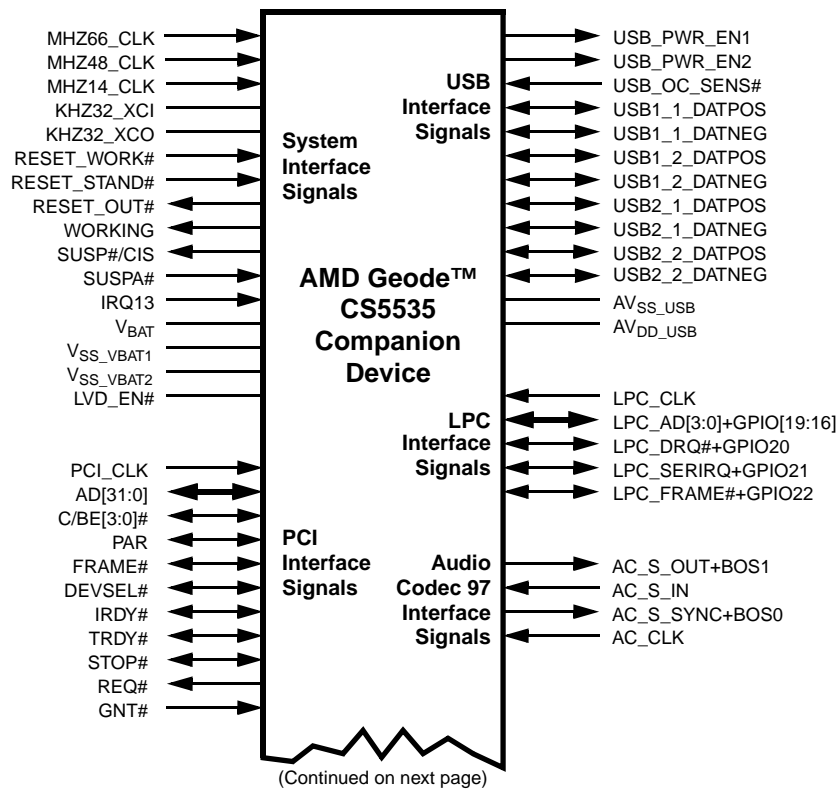 MHZ66_CLK
MHZ48_CLK
MHZ14_CLK
KHZ32_XCI
KHZ32_XCO
RESET_WORK#
RESET_STAND#
RESET_OUT#
WORKING
SUSP#/CIS
SUSPA#
IRQ13
VBAT
VSS_VBAT1
VSS_VBAT2
LVD_EN#
PCI_CLK
AD[31:0]
C/BE[3:0]#
PAR
FRAME#
DEVSEL#
IRDY#
TRDY#
STOP#
REQ#
GNT#
System
Interface
Signals
AMD Geode™
CS5535
Companion
Device
PCI
Interface
Signals
USB
Interface
Signals
LPC
Interface
Signals
Audio
Codec 97
Interface
Signals
USB_PWR_EN1
USB_PWR_EN2
USB_OC_SENS#
USB1_1_DATPOS
USB1_1_DATNEG
USB1_2_DATPOS
USB1_2_DATNEG
USB2_1_DATPOS
USB2_1_DATNEG
USB2_2_DATPOS
USB2_2_DATNEG
AVSS_USB
AVDD_USB
LPC_CLK
LPC_AD[3:0]+GPIO[19:16]
LPC_DRQ#+GPIO20
LPC_SERIRQ+GPIO21
LPC_FRAME#+GPIO22
AC_S_OUT+BOS1
AC_S_IN
AC_S_SYNC+BOS0
AC_CLK
(Continued on next page)